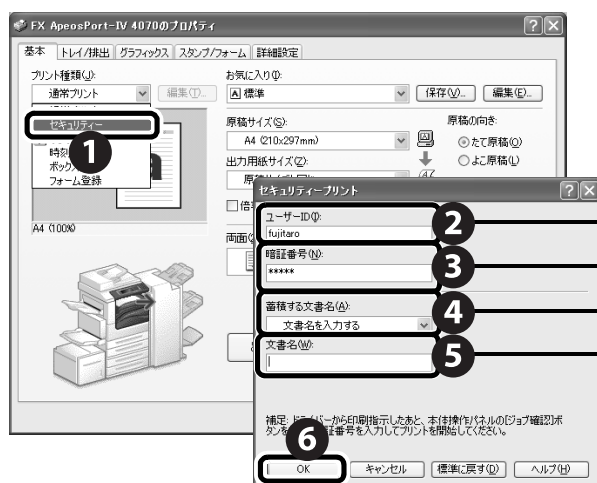 FX ApeosPort-IV 4070のプロパティ
基本 トレイ/排出 グラフィックス スタンプ/フォーム 詳細設定
プリント種類(J):
通常プリント 編集(T)...
セキュリティー
1
フォーム登録
A4 (100%)
お気に入り(I):
標準 保存(V)... 編集(E)...
原稿サイズ(S):
A4 (210x297mm)
出力用紙サイズ(Z):
原稿の向き:
たて原稿(O)
よこ原稿(L)
セキュリティープリント
ユーザーID(I):
fujitaro
2
暗証番号(N):
*****
3
蓄積する文書名(A):
文書名を入力する
4
文書名(W):
5
補足: ドライバーから印刷指示したあと、本体操作パネルの[ジョブ確認]ボ
証番号を入力してプリントを開始してください。
6
OK キャンセル 標準に戻す(D) ヘルプ(H)